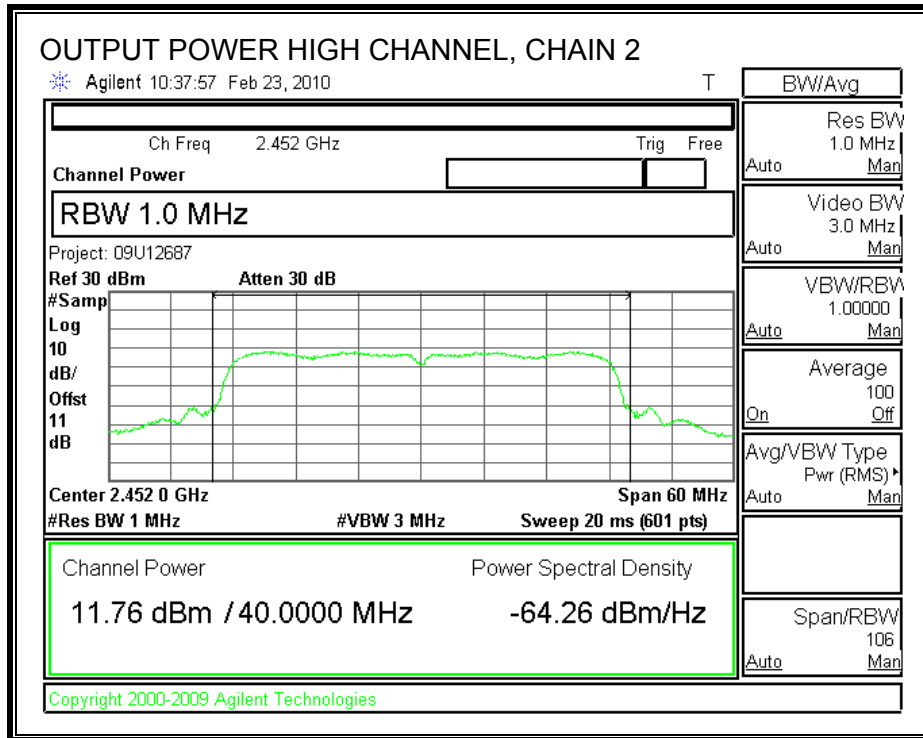 OUTPUT POWER HIGH CHANNEL, CHAIN 2
Agilent 10:37:57 Feb 23, 2010 T
Ch Freq 2.452 GHz Trig Free
Channel Power
RBW 1.0 MHz
Project: 09U12687
Ref 30 dBm Atten 30 dB
#Samp
Log
10
dB/
Offst
11
dB
Center 2.452 0 GHz Span 60 MHz
#Res BW 1 MHz #VBW 3 MHz Sweep 20 ms (601 pts)
Channel Power Power Spectral Density
11.76 dBm / 40.0000 MHz -64.26 dBm/Hz
Copyright 2000-2009 Agilent Technologies
BW/Avg
Res BW
1.0 MHz
Auto Man
Video BW
3.0 MHz
Auto Man
VBW/RBW
1.00000
Auto Man
Average
100
On Off
Avg/VBW Type
Pwr (RMS)
Auto Man
Span/RBW
106
Auto Man